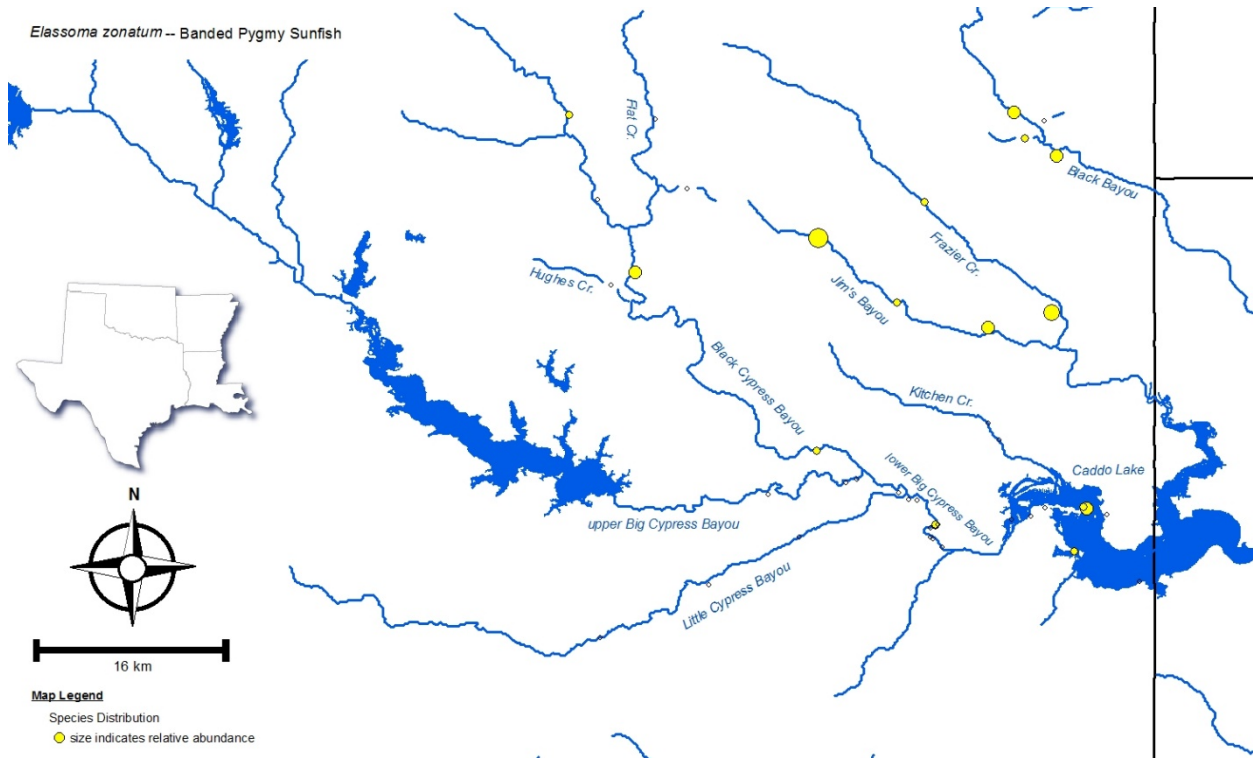 Elassoma zonatum -- Banded Pygmy Sunfish
Flat Cr.
Black Bayou
Frazier Cr.
Hughes Cr.
Jim's Bayou
Black Cypress Bayou
Kitchen Cr.
lower Big Cypress Bayou
Caddo Lake
upper Big Cypress Bayou
Little Cypress Bayou
N
16 km
Map Legend
Species Distribution
size indicates relative abundance